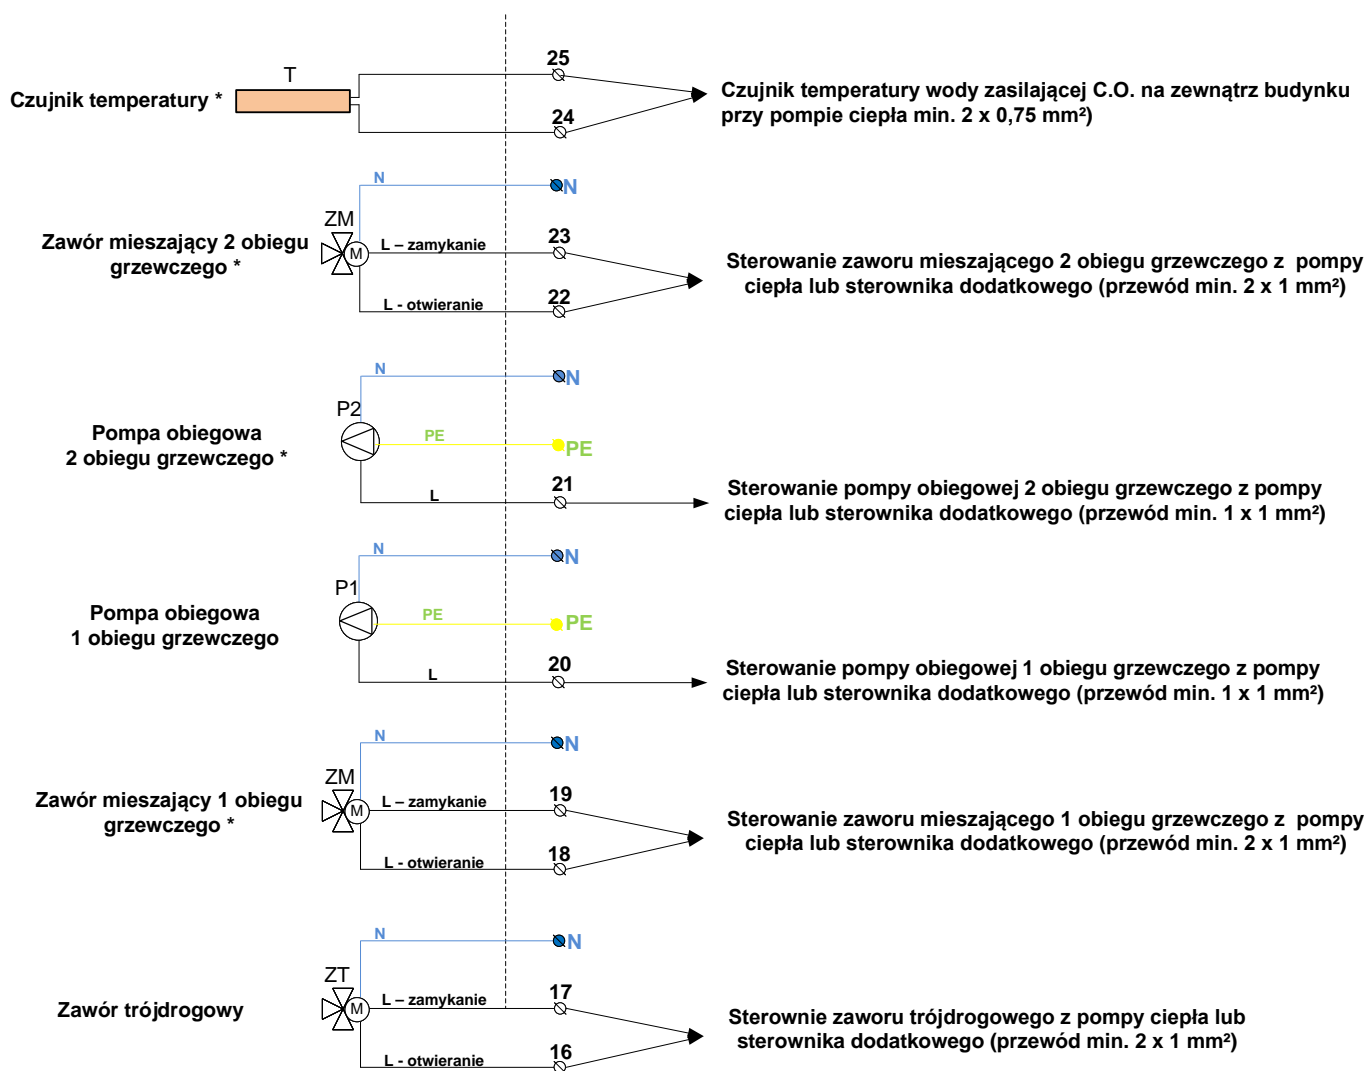 T
25
Czujnik temperatury *
Czujnik temperatury wody zasilającej C.O. na zewnątrz budynku
przy pompie ciepła min. 2 x 0,75 mm²)
24
N
N
ZM
Zawór mieszający 2 obiegu
grzewczego *
M
L – zamykanie
23
Sterowanie zaworu mieszającego 2 obiegu grzewczego z pompy
ciepła lub sterownika dodatkowego (przewód min. 2 x 1 mm²)
L - otwieranie
22
N
N
P2
Pompa obiegowa
2 obiegu grzewczego *
PE
PE
L
21
Sterowanie pompy obiegowej 2 obiegu grzewczego z pompy
ciepła lub sterownika dodatkowego (przewód min. 1 x 1 mm²)
N
N
P1
Pompa obiegowa
1 obiegu grzewczego
PE
PE
L
20
Sterowanie pompy obiegowej 1 obiegu grzewczego z pompy
ciepła lub sterownika dodatkowego (przewód min. 1 x 1 mm²)
N
N
ZM
Zawór mieszający 1 obiegu
grzewczego *
M
L – zamykanie
19
Sterowanie zaworu mieszającego 1 obiegu grzewczego z pompy
ciepła lub sterownika dodatkowego (przewód min. 2 x 1 mm²)
L - otwieranie
18
N
N
ZT
Zawór trójdrogowy
M
L – zamykanie
17
Sterownie zaworu trójdrogowego z pompy ciepła lub
sterownika dodatkowego (przewód min. 2 x 1 mm²)
L - otwieranie
16